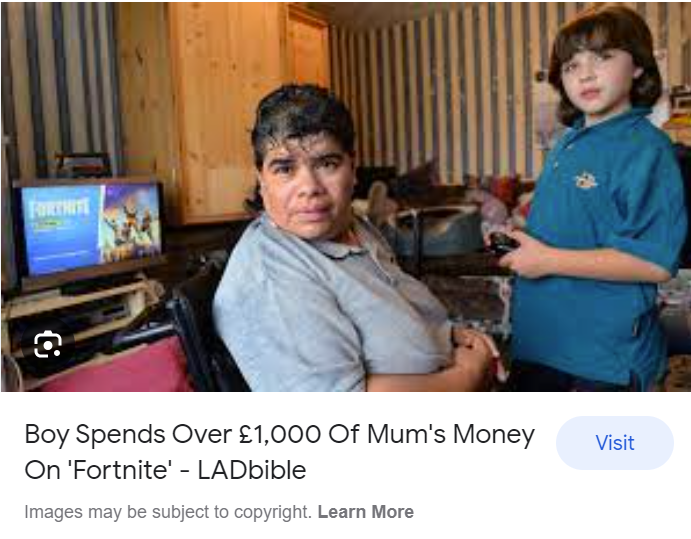 FORTNITE
Boy Spends Over £1,000 Of Mum's Money
On 'Fortnite' - LADbible
Visit
Images may be subject to copyright. Learn More